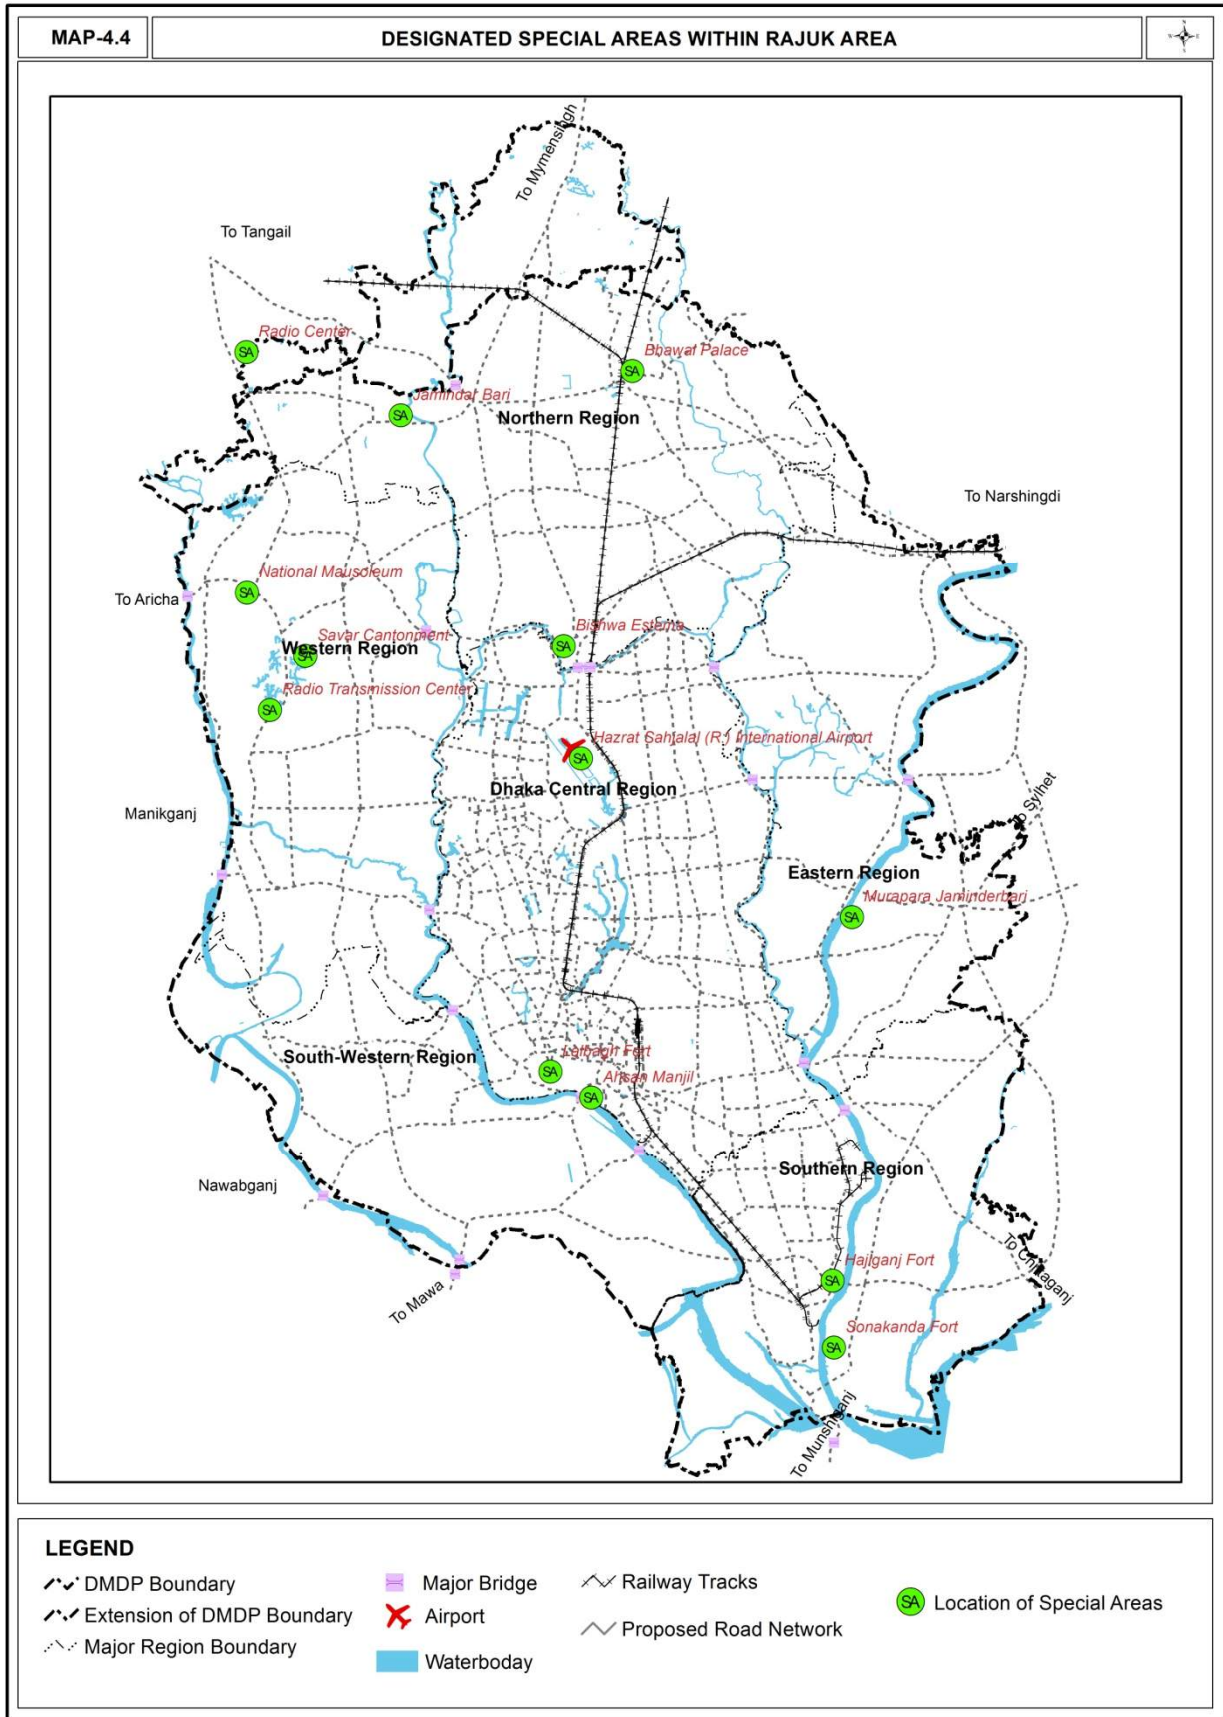 MAP-4.4
DESIGNATED SPECIAL AREAS WITHIN RAJUK AREA
N
W
E
S
To Mymensingh
To Tangail
Radio Center
SA
Bhawal Palace
SA
Jamindar Bari
SA
Northern Region
To Narshingdi
National Mausoleum
SA
To Aricha
Bishwa Estema
SA
Savar Cantonment
Western Region
SA
Radio Transmission Center
SA
Hazrat Sahjalal (R.) International Airport
SA
Dhaka Central Region
Manikganj
To Sylhet
Eastern Region
Murapara Jaminderbari
SA
South-Western Region
Lalbagh Fort
SA
Ahsan Manjil
SA
Southern Region
Nawabganj
To Mawa
Hajiganj Fort
SA
To Chittaganj
Sonakanda Fort
SA
To Munshiganj
LEGEND
DMDP Boundary
Extension of DMDP Boundary
Major Region Boundary
Major Bridge
Airport
Waterboday
Railway Tracks
Proposed Road Network
SA Location of Special Areas